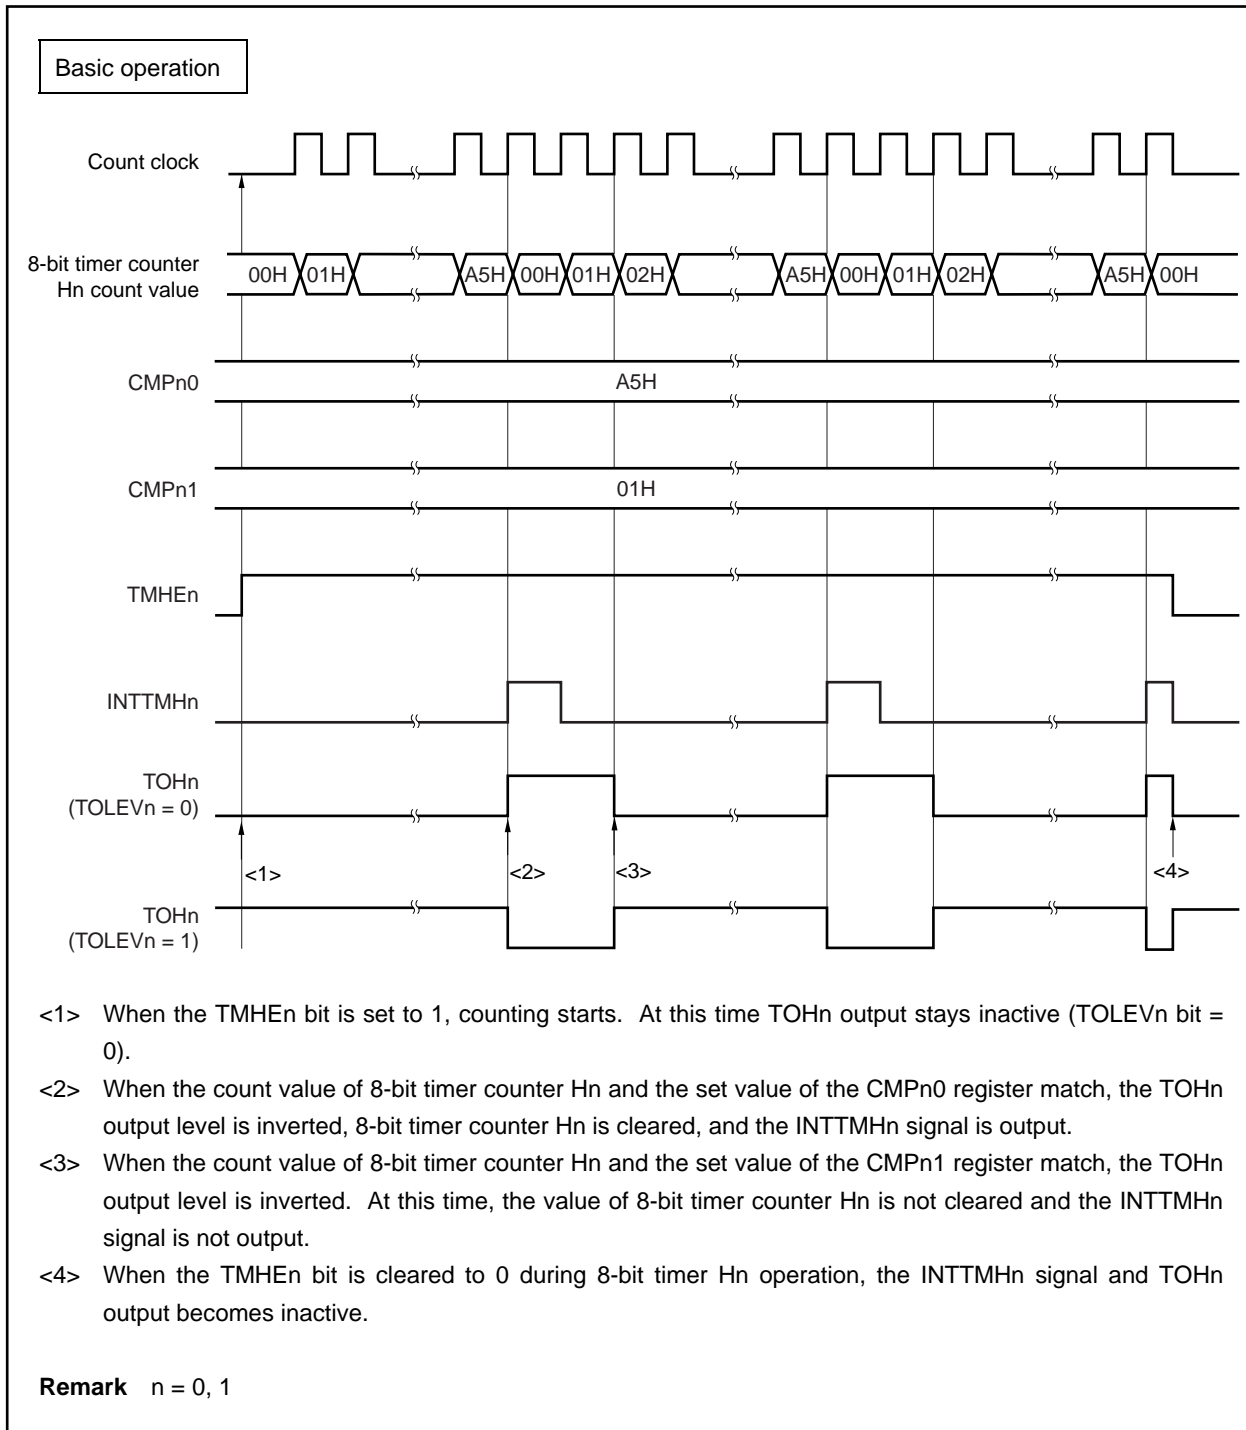 Basic operation
Count clock
8-bit timer counter
Hn count value
00H 01H A5H 00H 01H 02H A5H 00H 01H 02H A5H 00H
CMPn0
A5H
CMPn1
01H
TMHEn
INTTMHn
TOHn
(TOLEVn = 0)
<1> <2> <3> <4>
TOHn
(TOLEVn = 1)
<1> When the TMHEn bit is set to 1, counting starts. At this time TOHn output stays inactive (TOLEVn bit =
0).
<2> When the count value of 8-bit timer counter Hn and the set value of the CMPn0 register match, the TOHn
output level is inverted, 8-bit timer counter Hn is cleared, and the INTTMHn signal is output.
<3> When the count value of 8-bit timer counter Hn and the set value of the CMPn1 register match, the TOHn
output level is inverted. At this time, the value of 8-bit timer counter Hn is not cleared and the INTTMHn
signal is not output.
<4> When the TMHEn bit is cleared to 0 during 8-bit timer Hn operation, the INTTMHn signal and TOHn
output becomes inactive.
Remark n = 0, 1